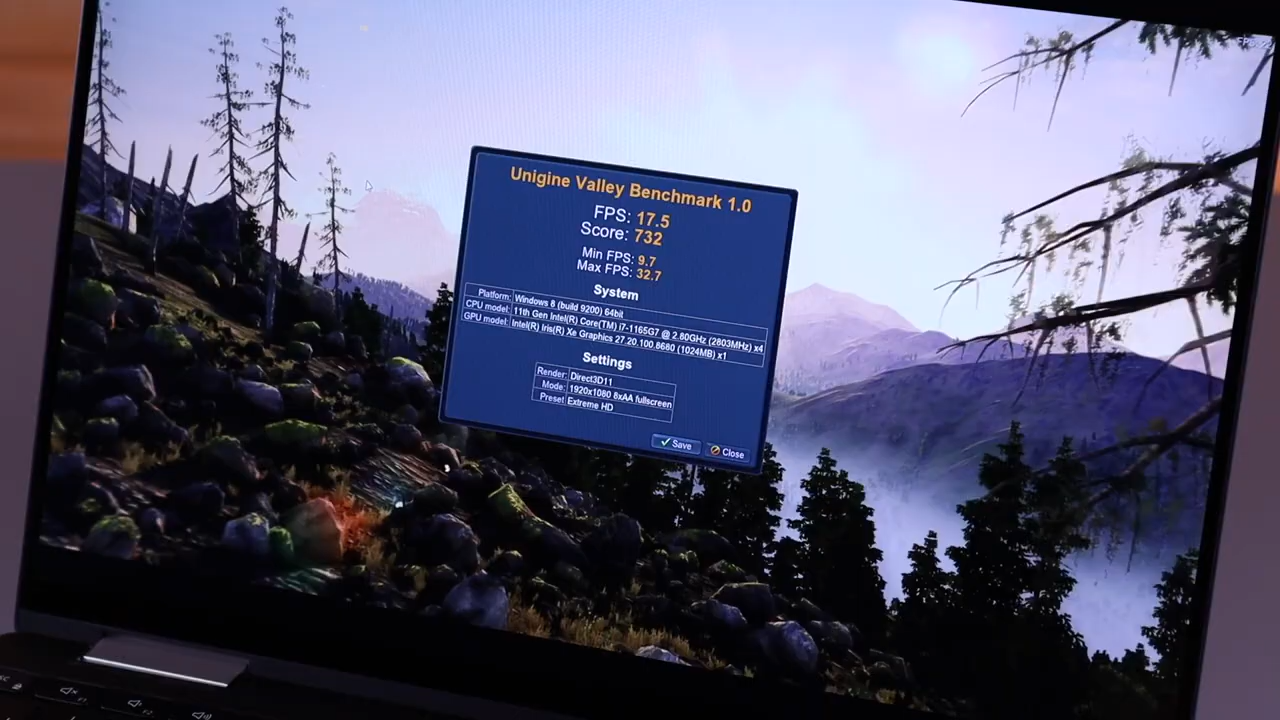 Unigine Valley Benchmark 1.0
FPS: 17.5
Score: 732
Min FPS: 9.7
Max FPS: 32.7
System
Platform: Windows 8 (build 9200) 64bit
CPU model: 11th Gen Intel(R) Core(TM) i7-1165G7 @ 2.80GHz (2803MHz) x4
GPU model: Intel(R) Iris(R) Xe Graphics 27.20.100.8680 (1024MB) x1
Settings
Render: Direct3D11
Mode: 1920x1080 8xAA fullscreen
Preset Extreme HD
Save Close
F1 F2